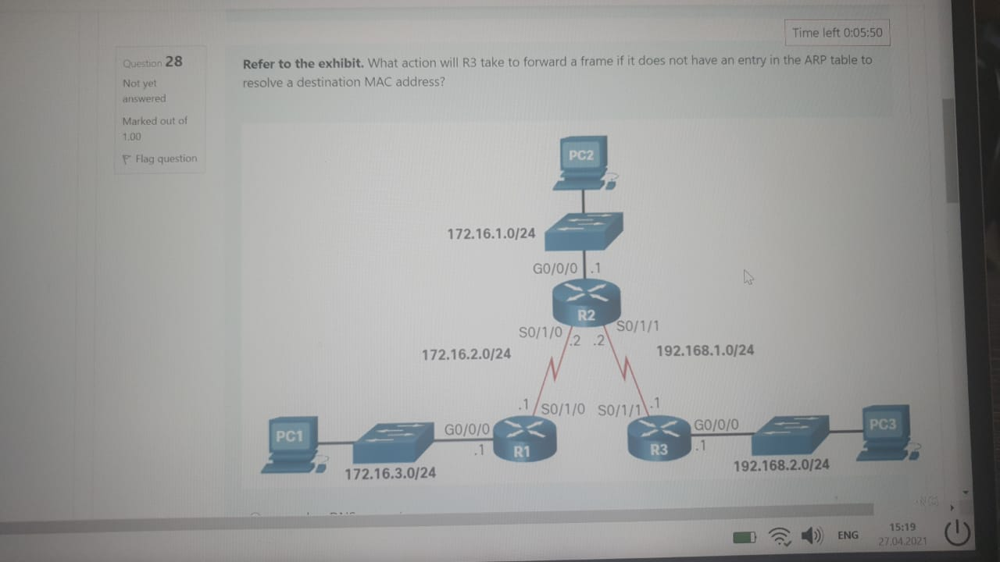 Time left 0:05:50
Question 28
Not yet
answered
Marked out of
1.00
Flag question
Refer to the exhibit. What action will R3 take to forward a frame if it does not have an entry in the ARP table to
resolve a destination MAC address?
PC2
172.16.1.0/24
G0/0/0 .1
R2
S0/1/0 S0/1/1
.2 .2
172.16.2.0/24
192.168.1.0/24
.1 S0/1/0 S0/1/1 .1
PC1
G0/0/0
.1
R1
R3
G0/0/0
.1
PC3
172.16.3.0/24
192.168.2.0/24
ENG
15:19
27.04.2021